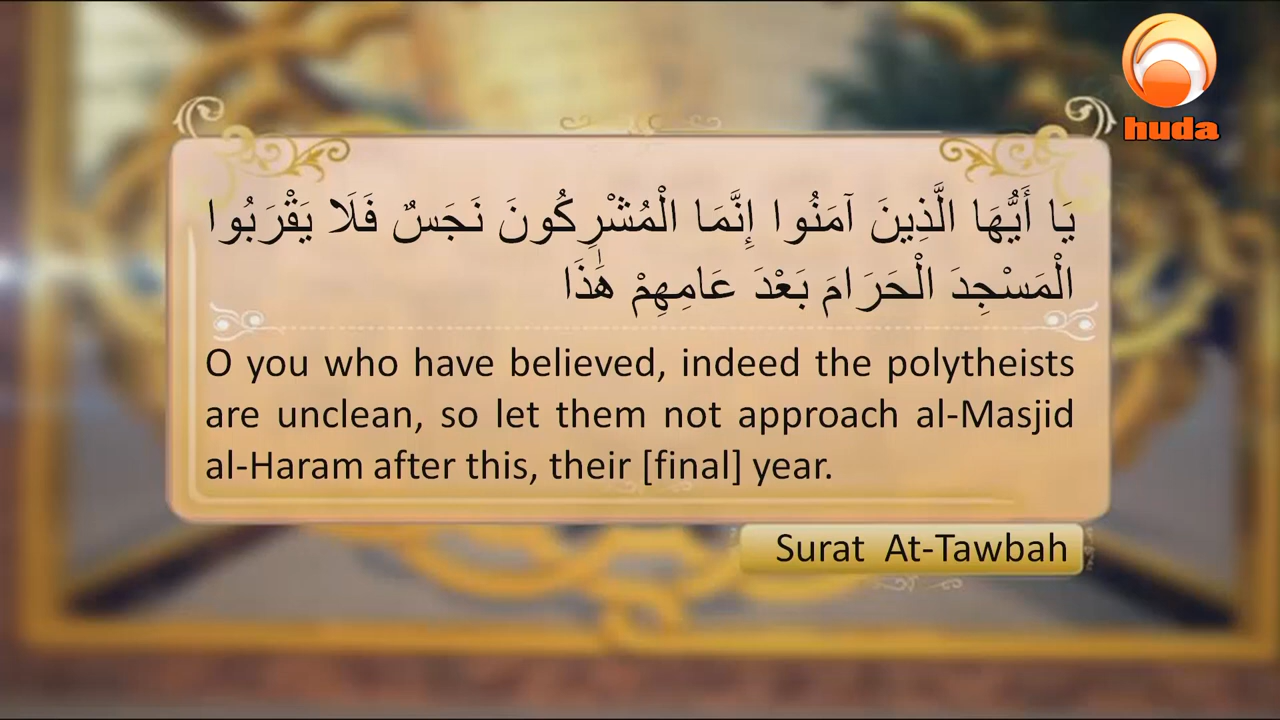 huda
يَا أَيُّهَا الَّذِينَ آمَنُوا إِنَّمَا الْمُشْرِكُونَ نَجَسٌ فَلَا يَقْرَبُوا
الْمَسْجِدَ الْحَرَامَ بَعْدَ عَامِهِمْ هَٰذَا
O you who have believed, indeed the polytheists
are unclean, so let them not approach al-Masjid
al-Haram after this, their [final] year.
Surat At-Tawbah